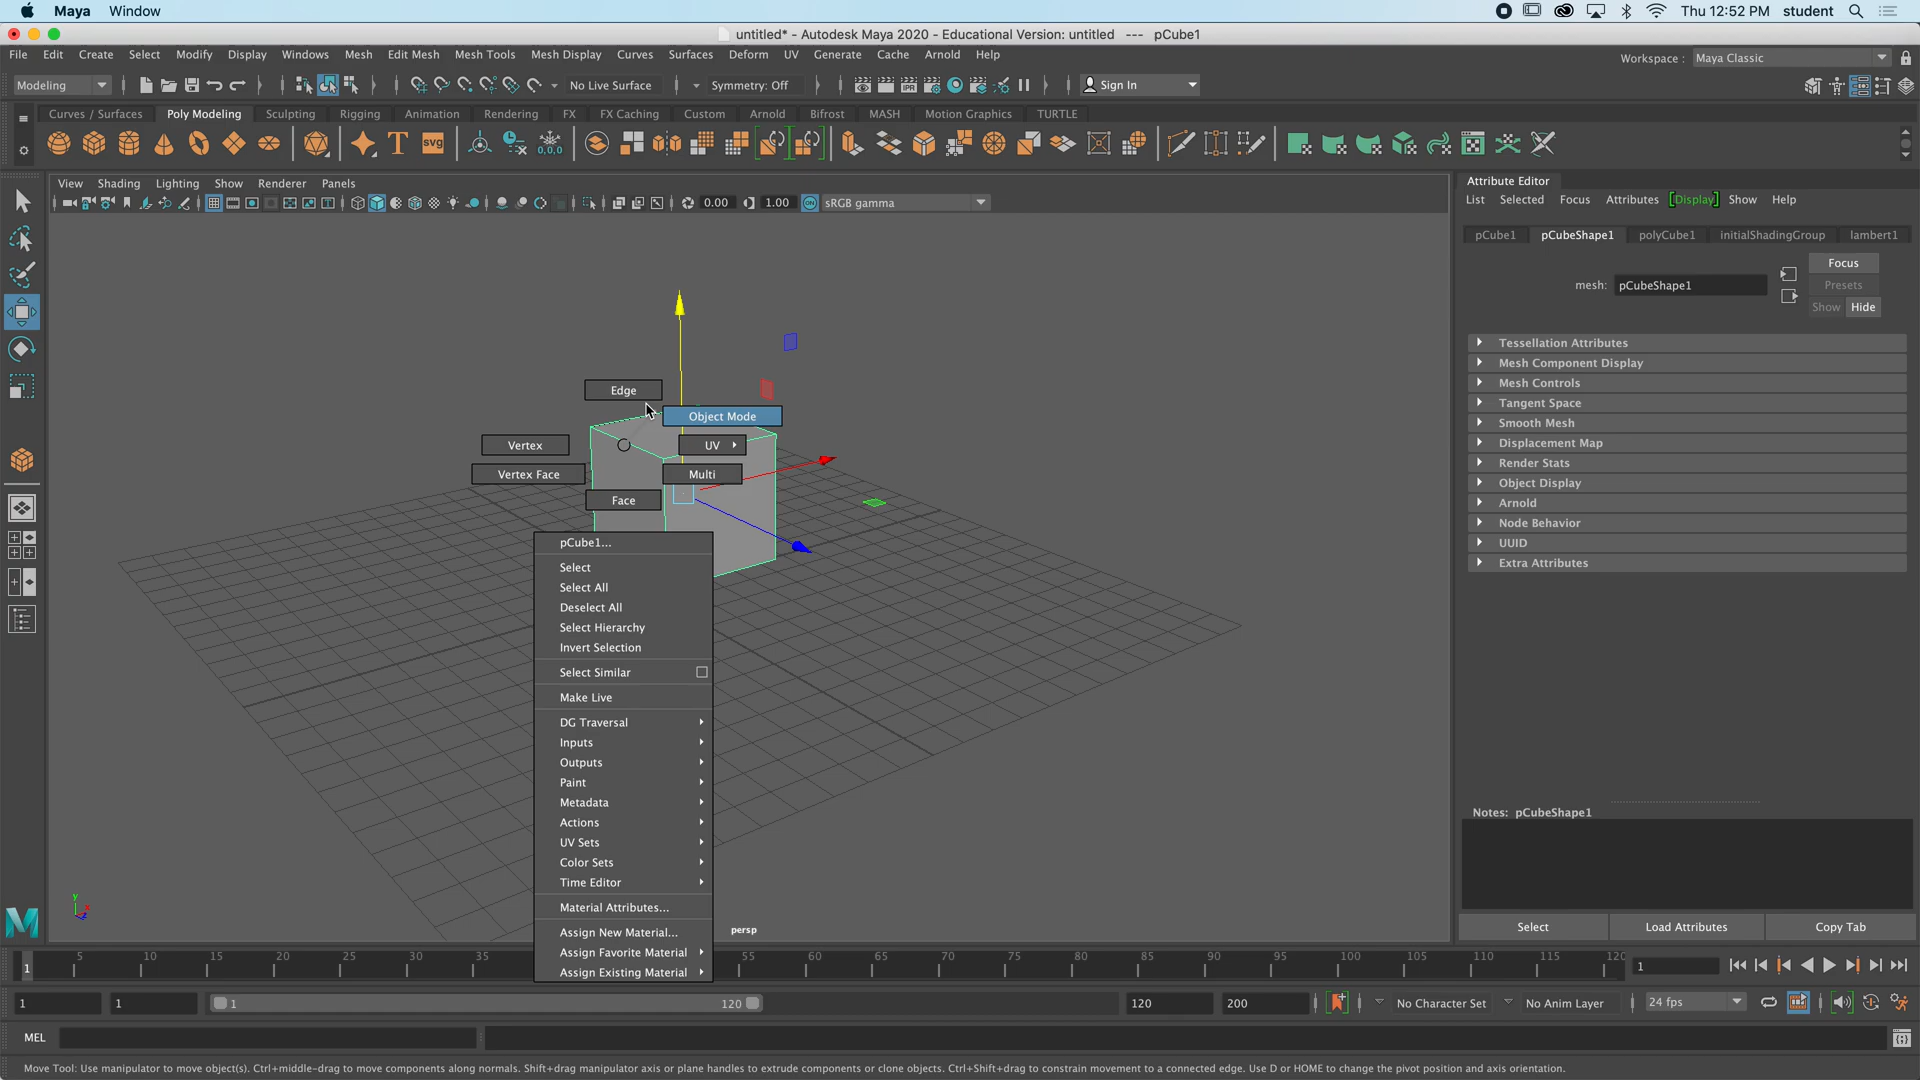 Maya Window Thu 12:52 PM student
untitled* - Autodesk Maya 2020 - Educational Version: untitled --- pCube1
File Edit Create Select Modify Display Windows Mesh Edit Mesh Mesh Tools Mesh Display Curves Surfaces Deform UV Generate Cache Arnold Help
Workspace : Maya Classic
Modeling No Live Surface Symmetry: Off Sign In
Curves / Surfaces Poly Modeling Sculpting Rigging Animation Rendering FX FX Caching Custom Arnold Bifrost MASH Motion Graphics TURTLE
T SVG 0,0,0
View Shading Lighting Show Renderer Panels
0.00 1.00 sRGB gamma
Attribute Editor
List Selected Focus Attributes [Display] Show Help
pCube1 pCubeShape1 polyCube1 initialShadingGroup lambert1
Focus
mesh: pCubeShape1 Presets
Show Hide
Tessellation Attributes
Mesh Component Display
Mesh Controls
Tangent Space
Smooth Mesh
Displacement Map
Render Stats
Object Display
Arnold
Node Behavior
UUID
Extra Attributes
Edge
Object Mode
Vertex UV
Vertex Face Multi
Face
pCube1...
Select
Select All
Deselect All
Select Hierarchy
Invert Selection
Select Similar
Make Live
DG Traversal
Inputs
Outputs
Paint
Metadata
Actions
UV Sets
Color Sets
Time Editor
Material Attributes...
Assign New Material...
Assign Favorite Material
Assign Existing Material
persp
Notes: pCubeShape1
Select Load Attributes Copy Tab
1 5 10 15 20 25 30 35 55 60 65 70 75 80 85 90 95 100 105 110 115 120 1
1 1 1 120 120 200 No Character Set No Anim Layer 24 fps
MEL
Move Tool: Use manipulator to move object(s). Ctrl+middle-drag to move components along normals. Shift+drag manipulator axis or plane handles to extrude components or clone objects. Ctrl+Shift+drag to constrain movement to a connected edge. Use D or HOME to change the pivot position and axis orientation.